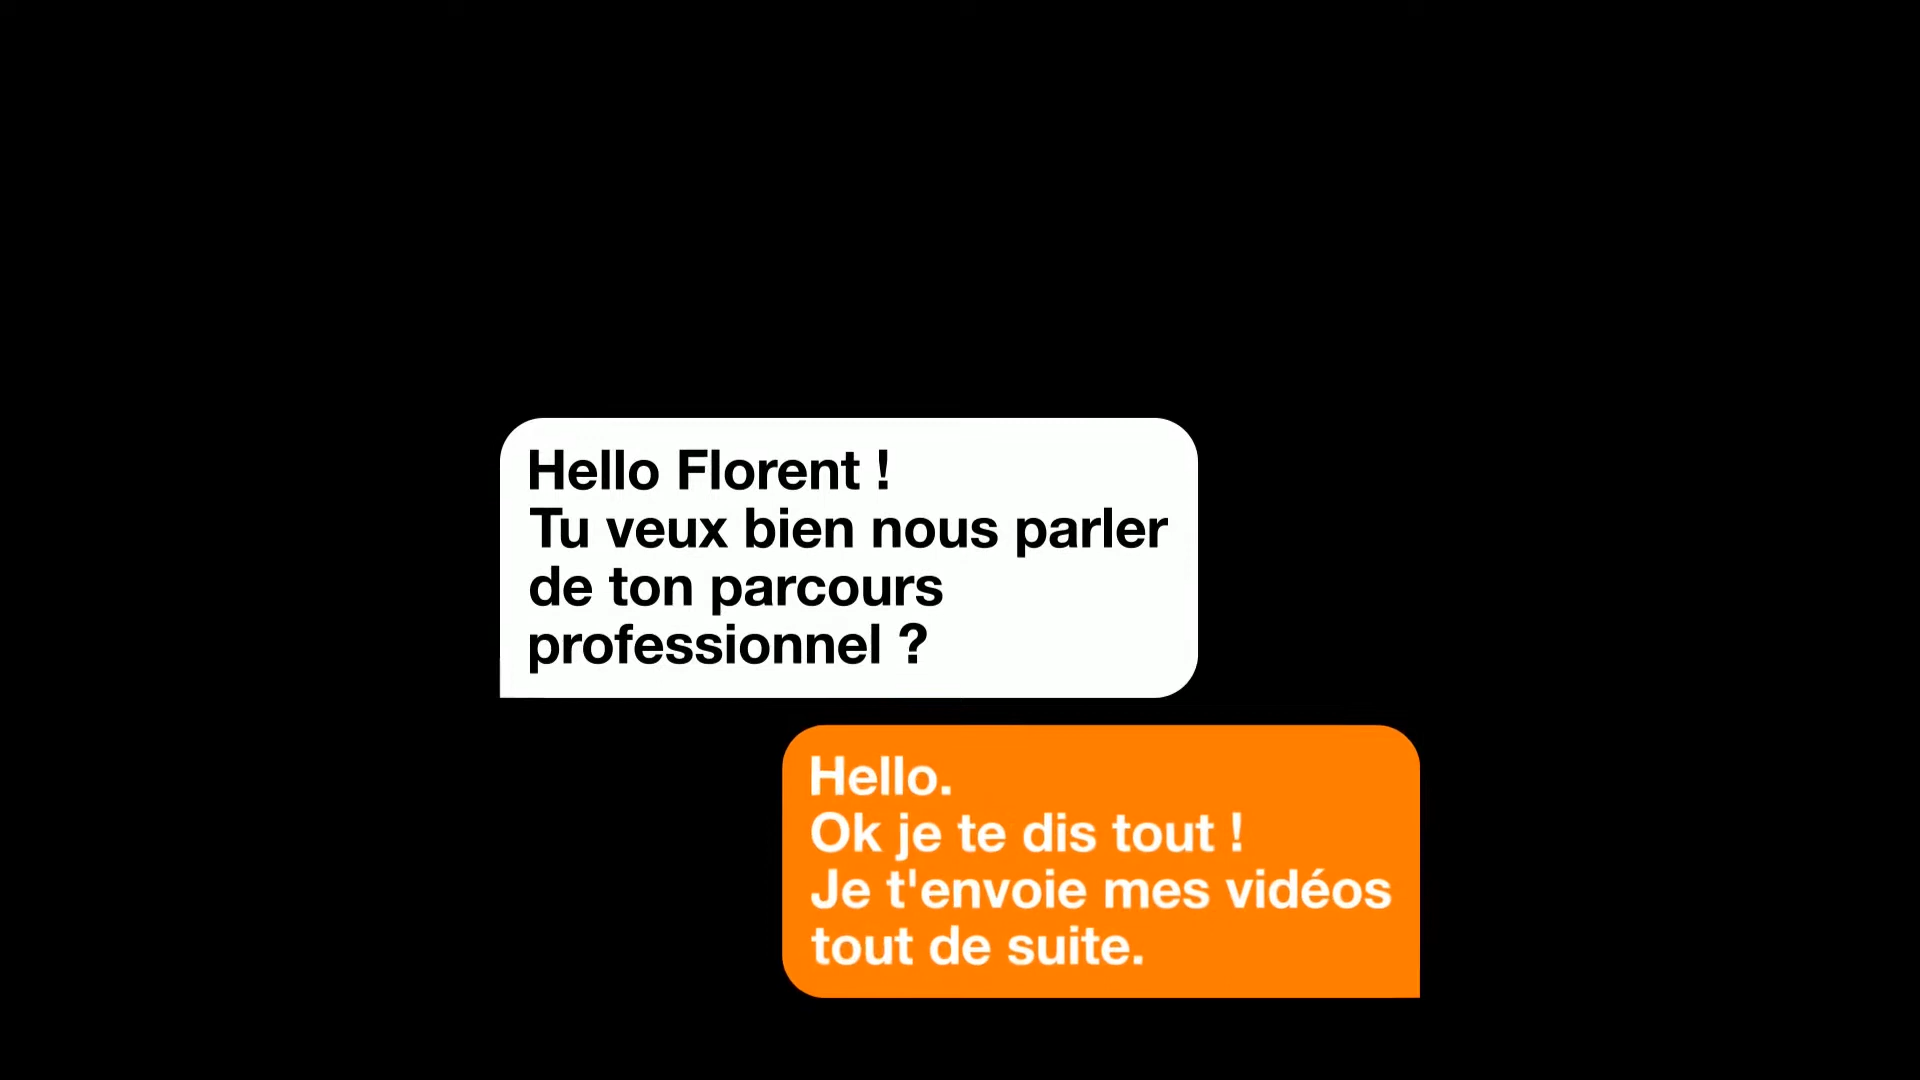 Hello Florent !
Tu veux bien nous parler
de ton parcours
professionnel ?
Hello.
Ok je te dis tout !
Je t'envoie mes vidéos
tout de suite.